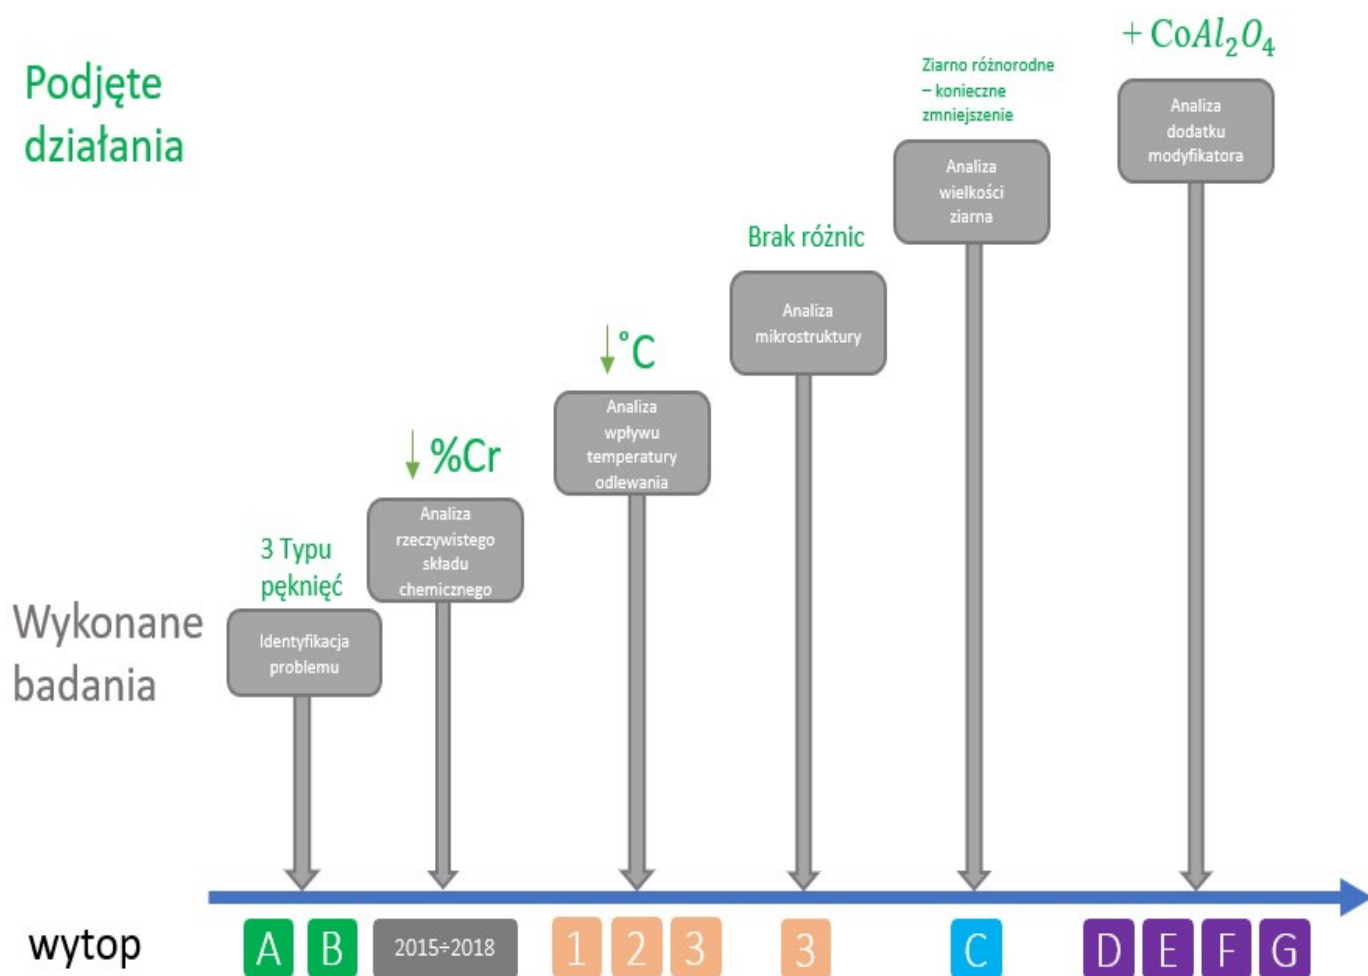 Podjęte
działania
+ CoAl₂O₄
Analiza
dodatku
modyfikatora
Ziarno różnorodne
– konieczne
zmniejszenie
Analiza
wielkości
ziarna
Brak różnic
Analiza
mikrostruktury
↓°C
Analiza
wpływu
temperatury
odlewania
↓ %Cr
Analiza
rzeczywistego
składu
chemicznego
3 Typu
pęknięć
Identyfikacja
problemu
Wykonane
badania
wytop
A B 2015÷2018 1 2 3 3 C D E F G